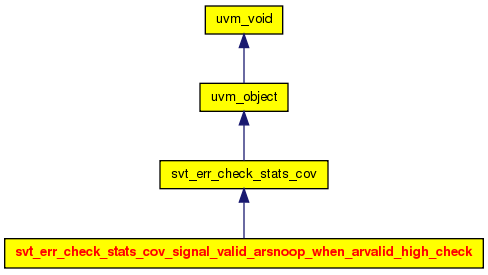 uvm_void
uvm_object
svt_err_check_stats_cov
svt_err_check_stats_cov_signal_valid_arsnoop_when_arvalid_high_check